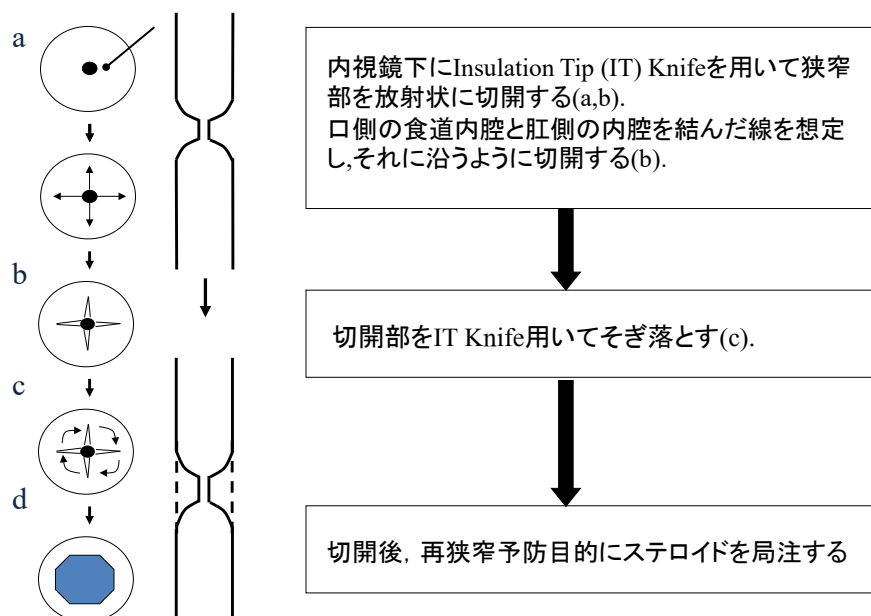 a
b
c
d
内視鏡下にInsulation Tip (IT) Knifeを用いて狭窄
部を放射状に切開する(a,b).
口側の食道内腔と肛側の内腔を結んだ線を想定
し,それに沿うように切開する(b).
切開部をIT Knife用いてそぎ落とす(c).
切開後, 再狭窄予防目的にステロイドを局注する